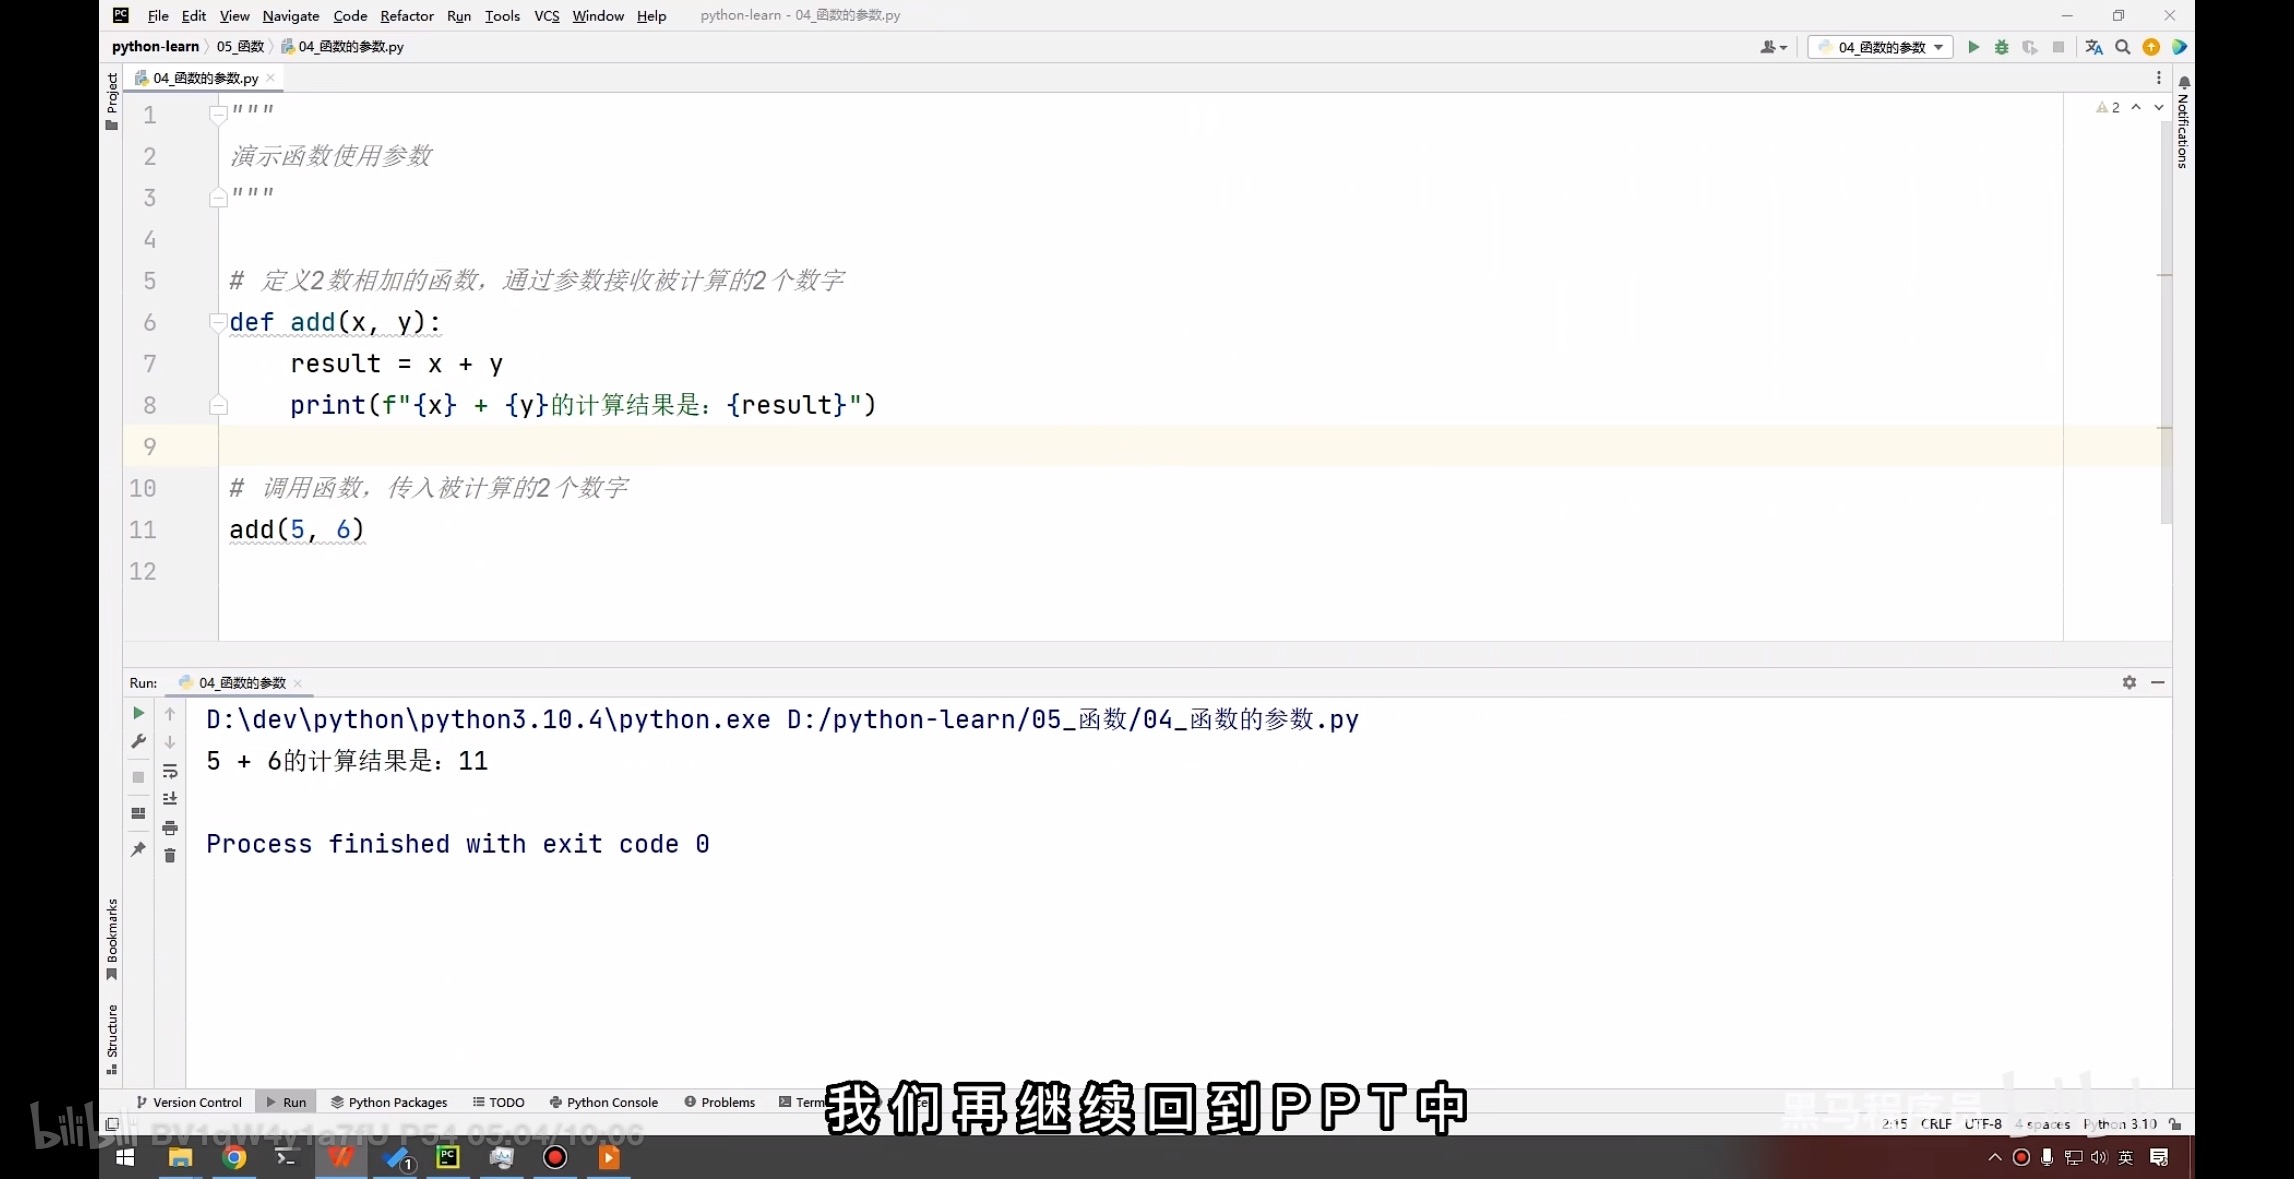 File Edit View Navigate Code Refactor Run Tools VCS Window Help python-learn - 04_函数的参数.py
python-learn 05_函数 04_函数的参数.py
04_函数的参数
Project
04_函数的参数.py
2
Notifications
1 """
2 演示函数使用参数
3 """
4
5 # 定义2数相加的函数，通过参数接收被计算的2个数字
6 def add(x, y):
7 result = x + y
8 print(f"{x} + {y}的计算结果是：{result}")
9
10 # 调用函数，传入被计算的2个数字
11 add(5, 6)
12
Run: 04_函数的参数
D:\dev\python\python3.10.4\python.exe D:/python-learn/05_函数/04_函数的参数.py
5 + 6的计算结果是：11
Process finished with exit code 0
Bookmarks
Structure
Version Control Run Python Packages TODO Python Console Problems
我们再继续回到PPT中
bilibili BV1qW4y1a7fU P54 05:04/10:06
黑马程序员
2:15 CRLF UTF-8 4 spaces Python 3.10
1
英